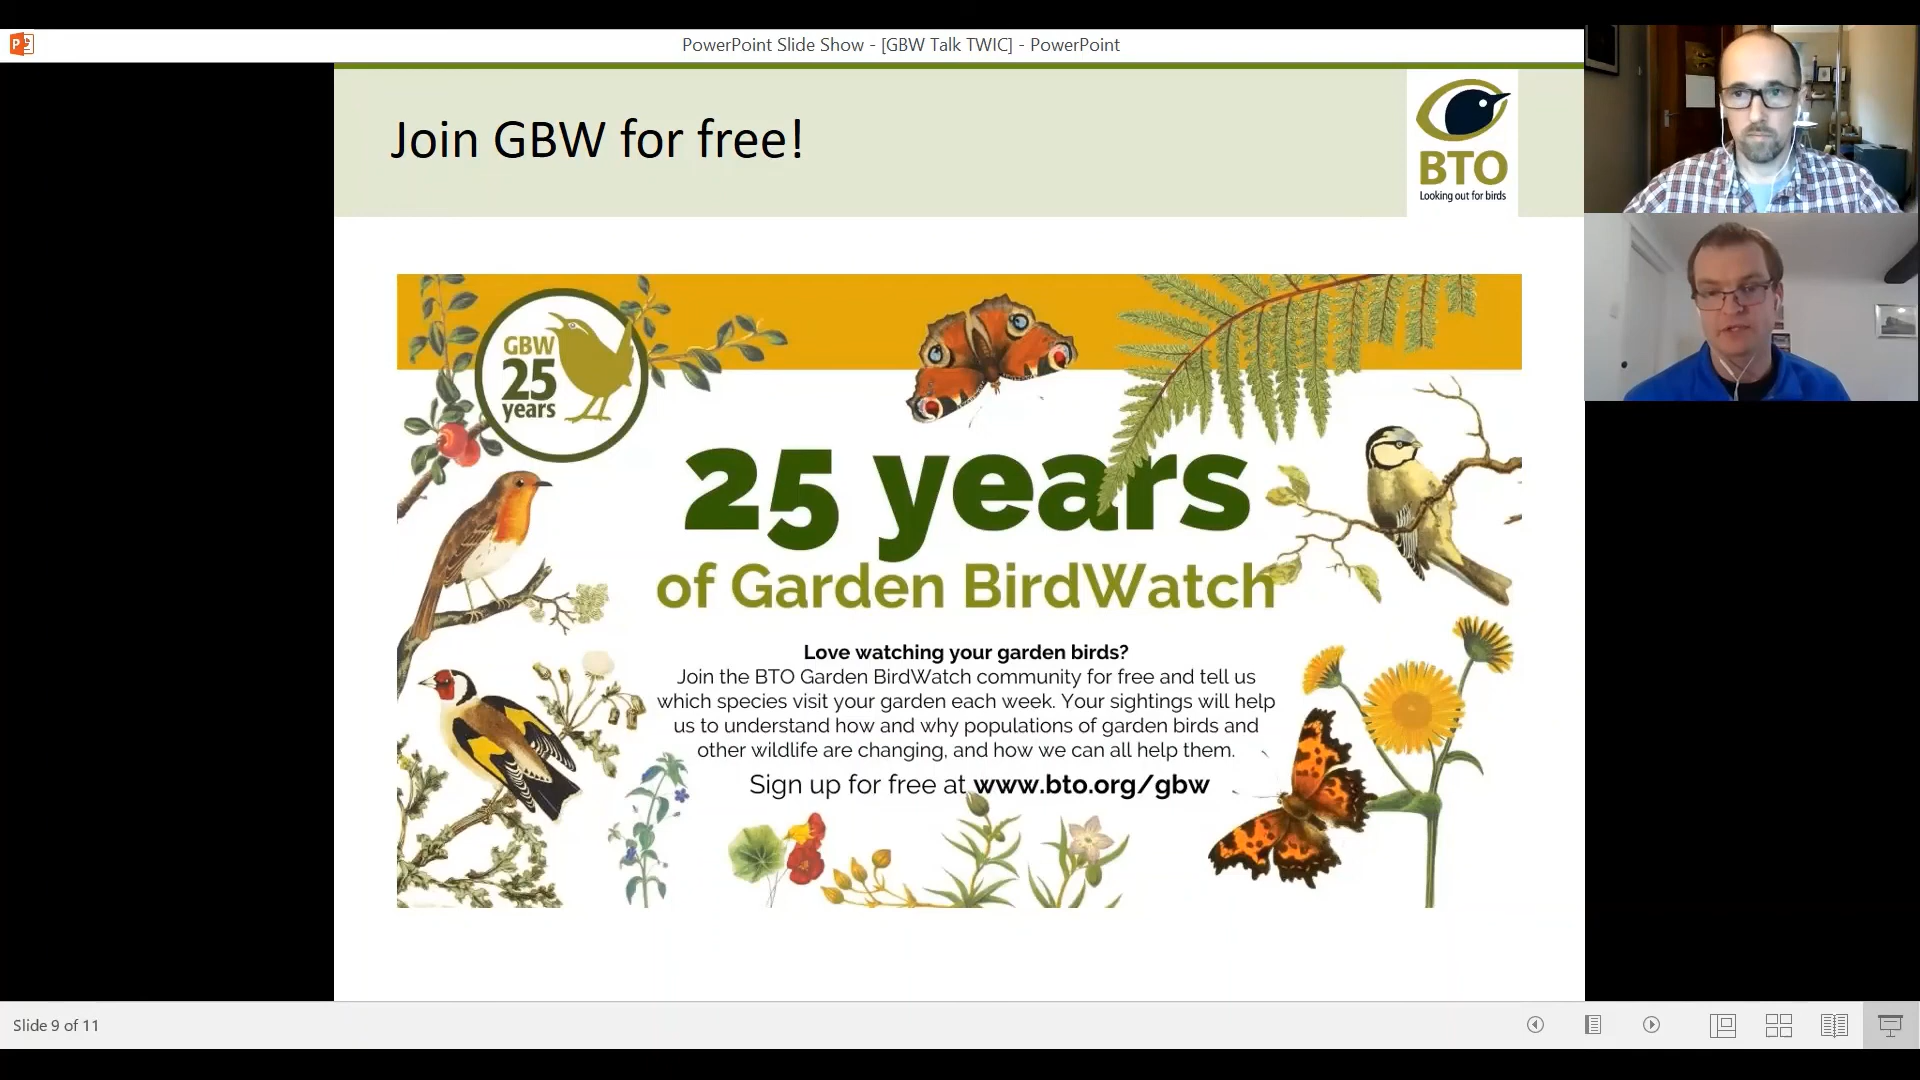 PowerPoint Slide Show - [GBW Talk TWIC] - PowerPoint
Join GBW for free!
BTO
Looking out for birds
GBW
25
years
25 years
of Garden BirdWatch
Love watching your garden birds?
Join the BTO Garden BirdWatch community for free and tell us
which species visit your garden each week. Your sightings will help
us to understand how and why populations of garden birds and
other wildlife are changing, and how we can all help them.
Sign up for free at www.bto.org/gbw
Slide 9 of 11